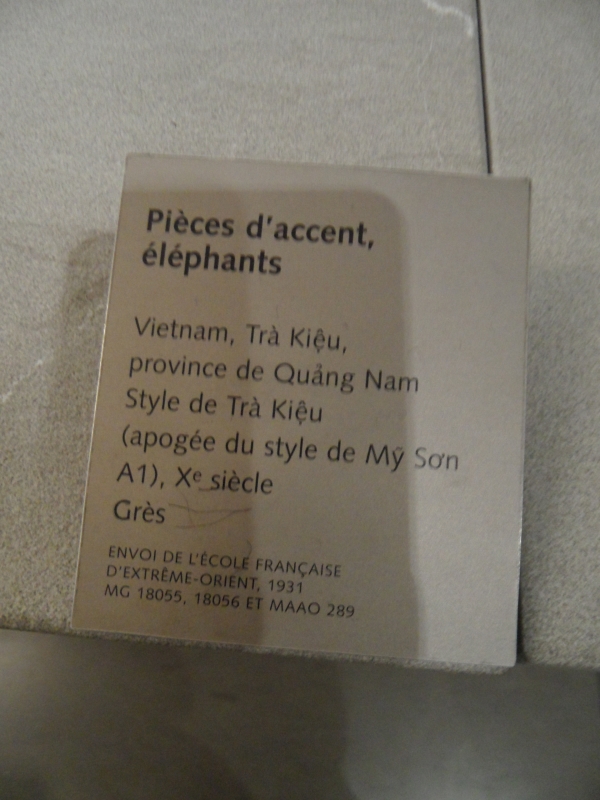 Pièces d'accent,
éléphants
Vietnam, Trà Kiệu,
province de Quảng Nam
Style de Trà Kiệu
(apogée du style de Mỹ Sơn
A1), Xe siècle
Grès
ENVOI DE L'ÉCOLE FRANÇAISE
D'EXTRÊME-ORIENT, 1931
MG 18055, 18056 ET MAAO 289